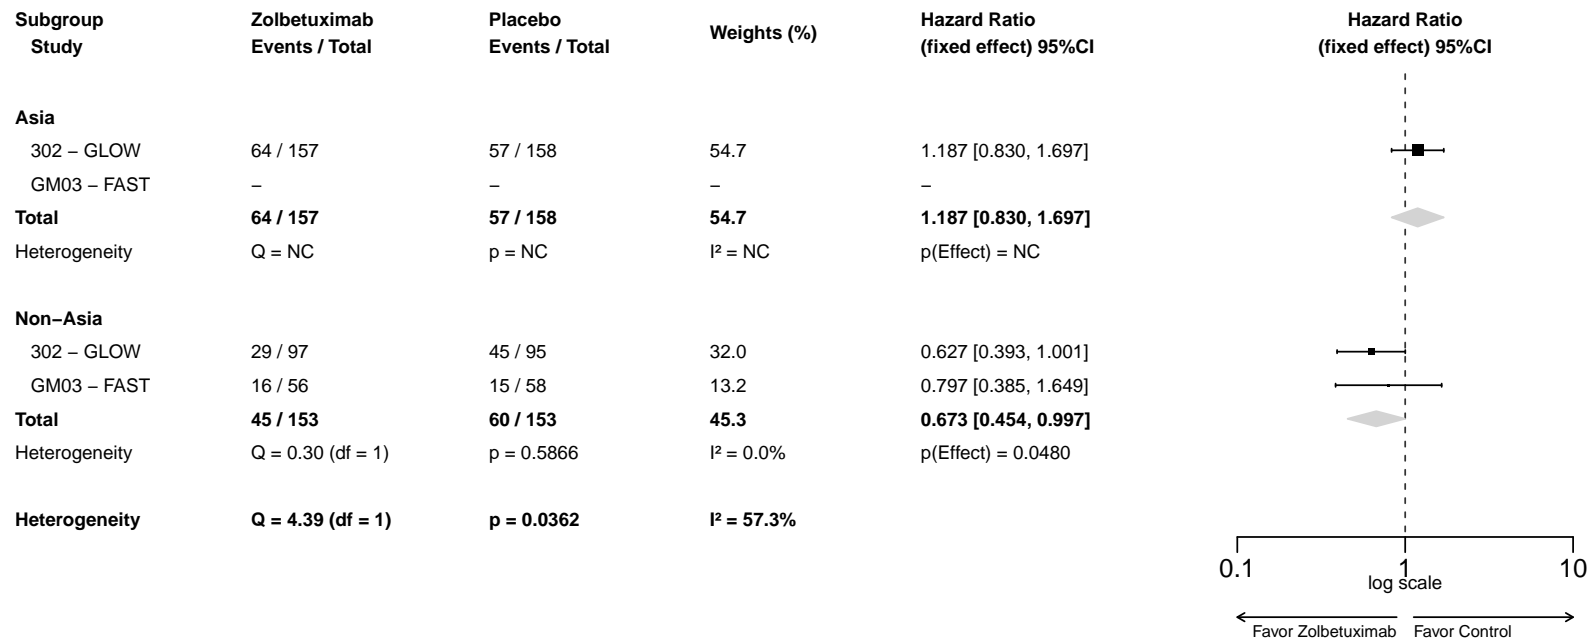 Subgroup Zolbetuximab Placebo Hazard Ratio Hazard Ratio
Study Events / Total Events / Total Weights (%) (fixed effect) 95%CI (fixed effect) 95%CI
Asia
302 − GLOW 64 / 157 57 / 158 54.7 1.187 [0.830, 1.697]
GM03 − FAST − − − −
Total 64 / 157 57 / 158 54.7 1.187 [0.830, 1.697]
Heterogeneity Q = NC p = NC I² = NC p(Effect) = NC
Non−Asia
302 − GLOW 29 / 97 45 / 95 32.0 0.627 [0.393, 1.001]
GM03 − FAST 16 / 56 15 / 58 13.2 0.797 [0.385, 1.649]
Total 45 / 153 60 / 153 45.3 0.673 [0.454, 0.997]
Heterogeneity Q = 0.30 (df = 1) p = 0.5866 I² = 0.0% p(Effect) = 0.0480
Heterogeneity Q = 4.39 (df = 1) p = 0.0362 I² = 57.3%
0.1 1 10
log scale
Favor Zolbetuximab Favor Control